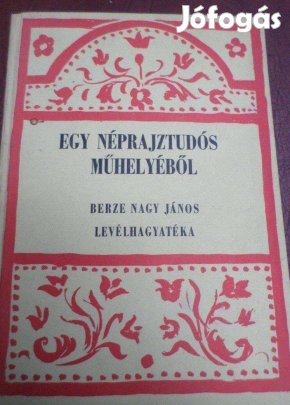 Jófogás
EGY NÉPRAJZTUDÓS
MŰHELYÉBŐL
BERZE NAGY JÁNOS
LEVÉLHAGYATÉKA